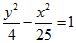 y²/4 − x²/25 = 1